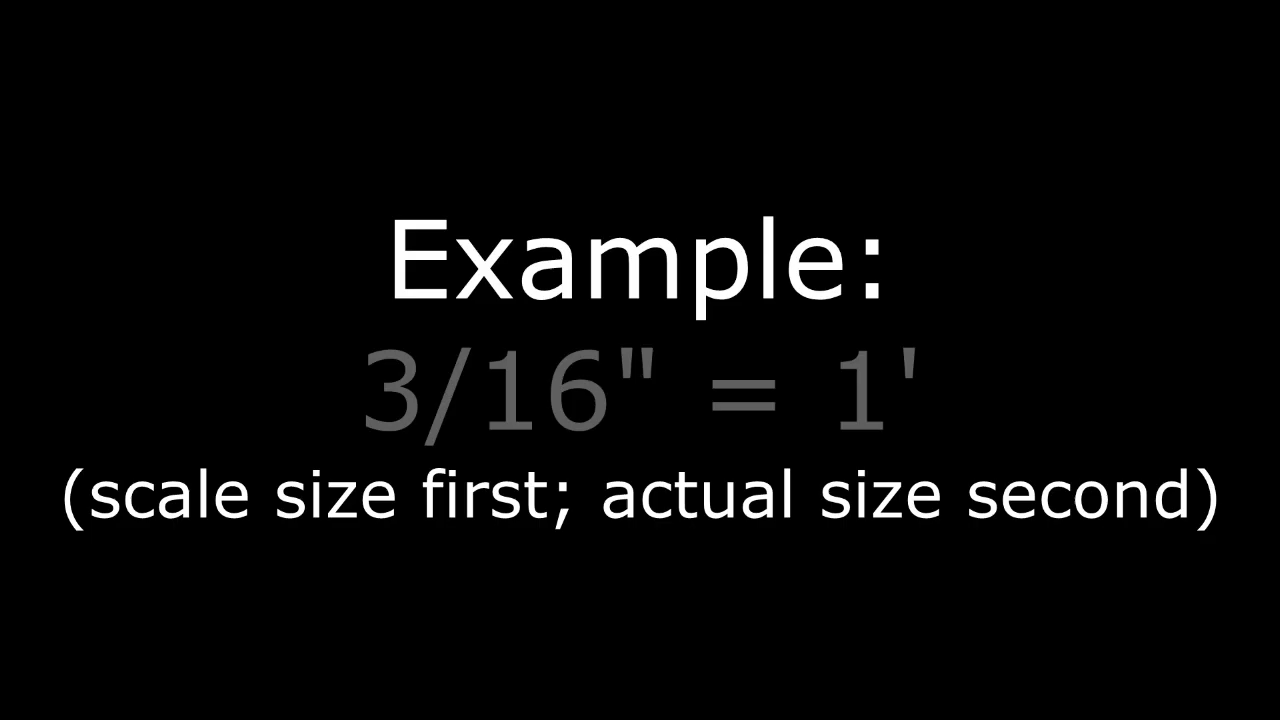 Example:
3/16" = 1'
(scale size first; actual size second)